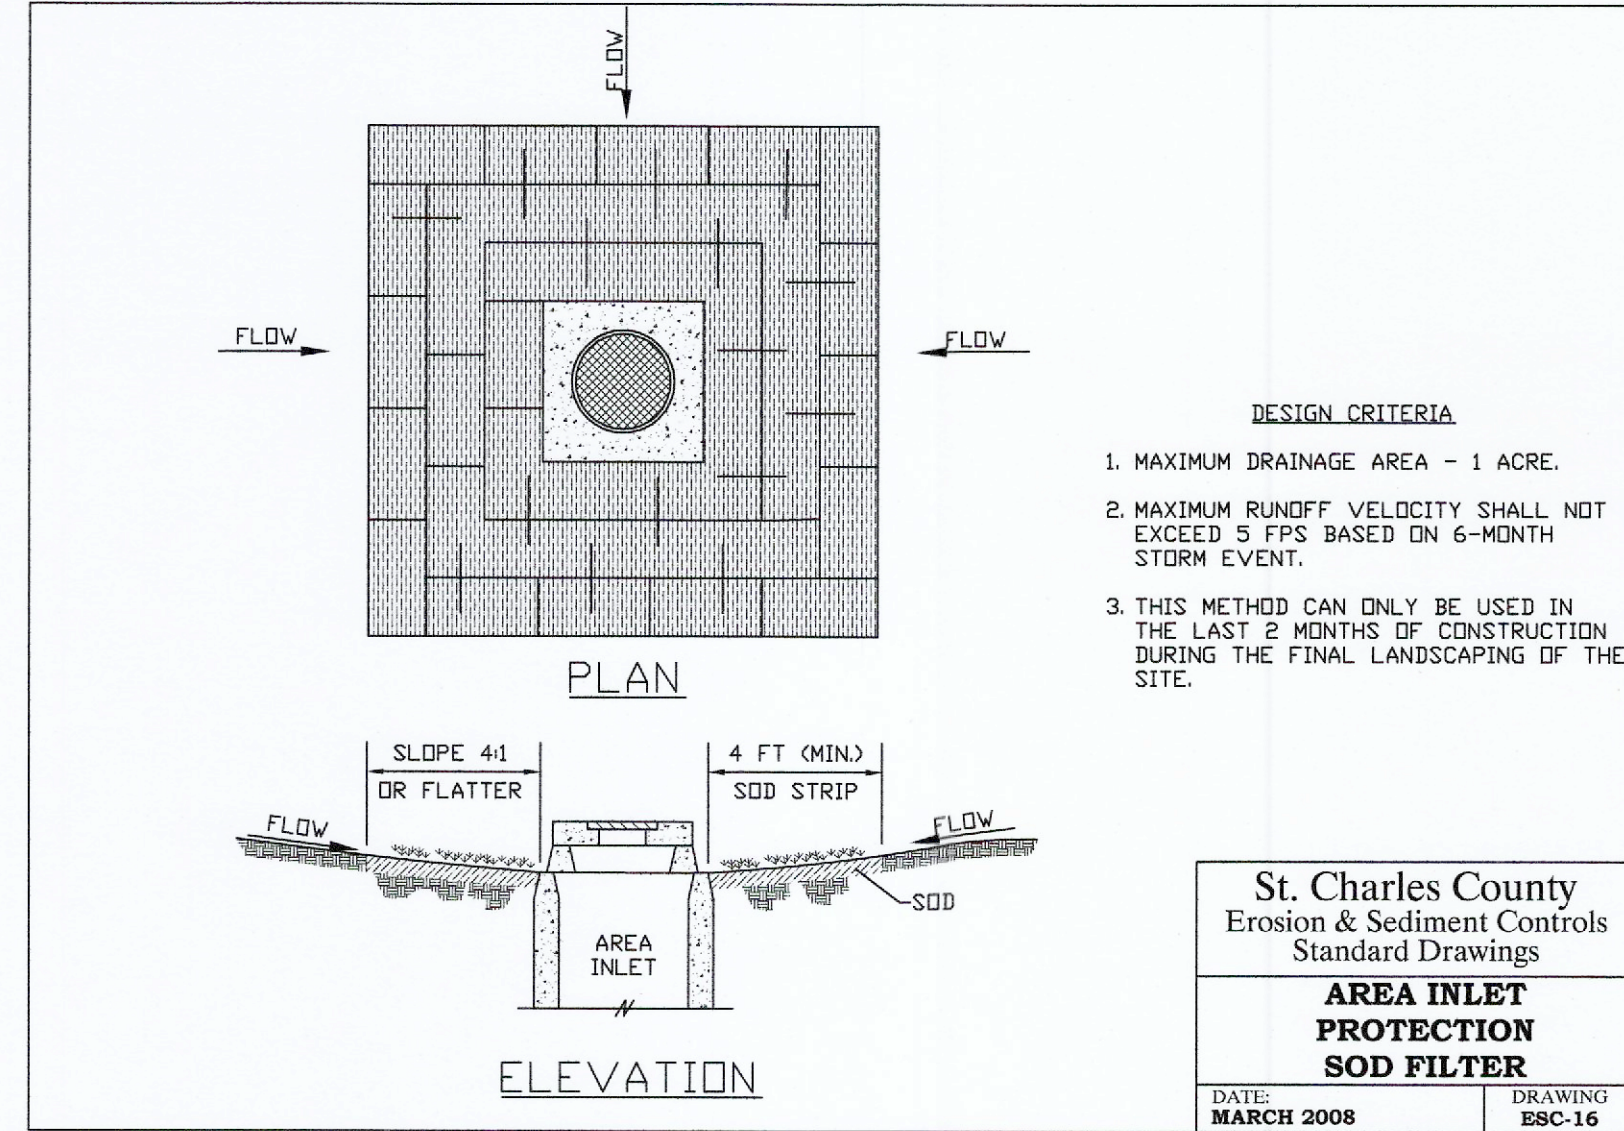 FLOW
FLOW
FLOW
PLAN
DESIGN CRITERIA
1. MAXIMUM DRAINAGE AREA - 1 ACRE.
2. MAXIMUM RUNOFF VELOCITY SHALL NOT
EXCEED 5 FPS BASED ON 6-MONTH
STORM EVENT.
3. THIS METHOD CAN ONLY BE USED IN
THE LAST 2 MONTHS OF CONSTRUCTION
DURING THE FINAL LANDSCAPING OF THE
SITE.
SLOPE 4:1
OR FLATTER
4 FT (MIN.)
SOD STRIP
FLOW
FLOW
SOD
AREA
INLET
ELEVATION
St. Charles County
Erosion & Sediment Controls
Standard Drawings
AREA INLET
PROTECTION
SOD FILTER
DATE:
MARCH 2008
DRAWING
ESC-16